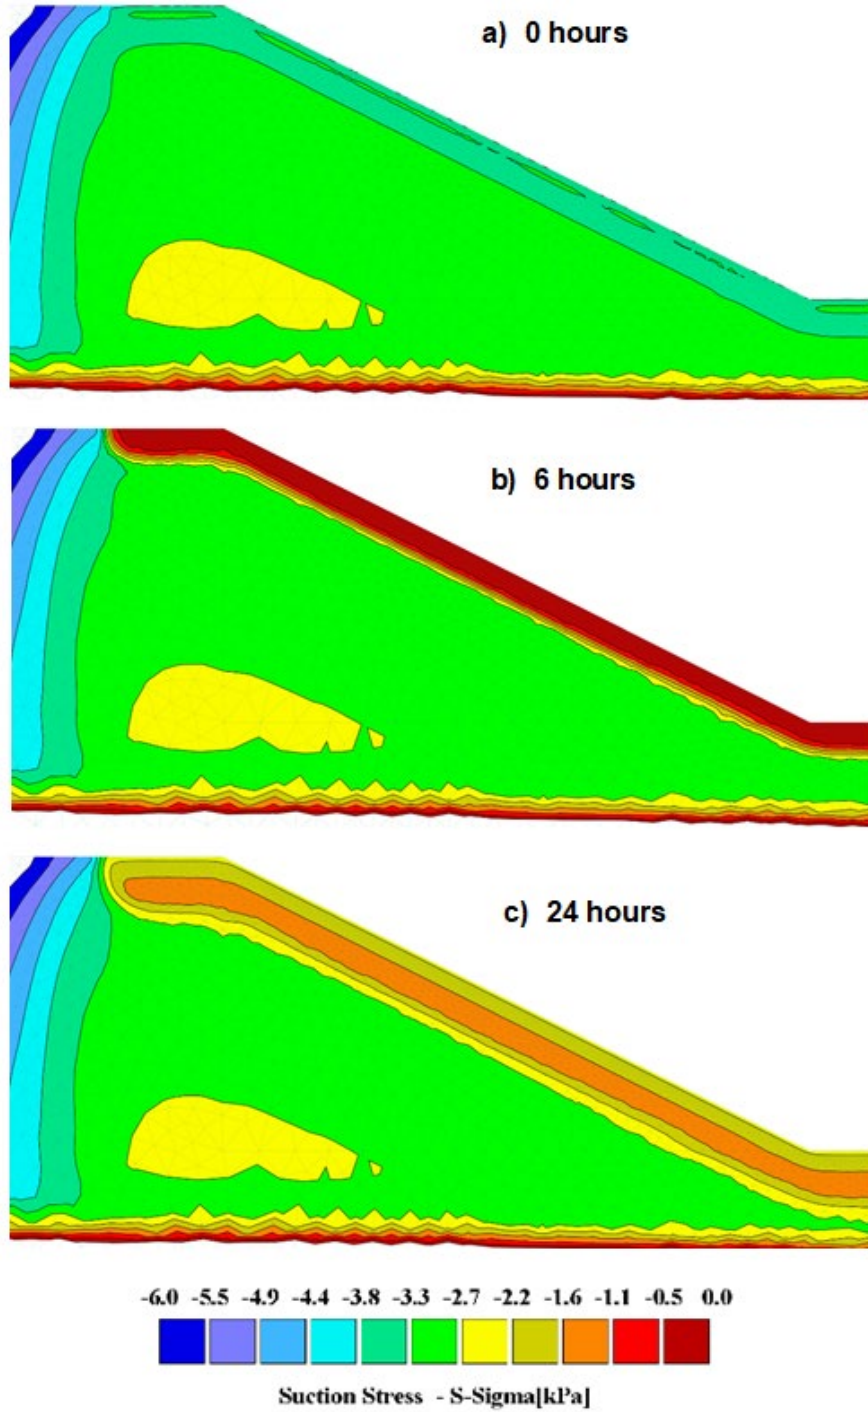 a) 0 hours
b) 6 hours
c) 24 hours
-6.0 -5.5 -4.9 -4.4 -3.8 -3.3 -2.7 -2.2 -1.6 -1.1 -0.5 0.0
Suction Stress - S-Sigma[kPa]